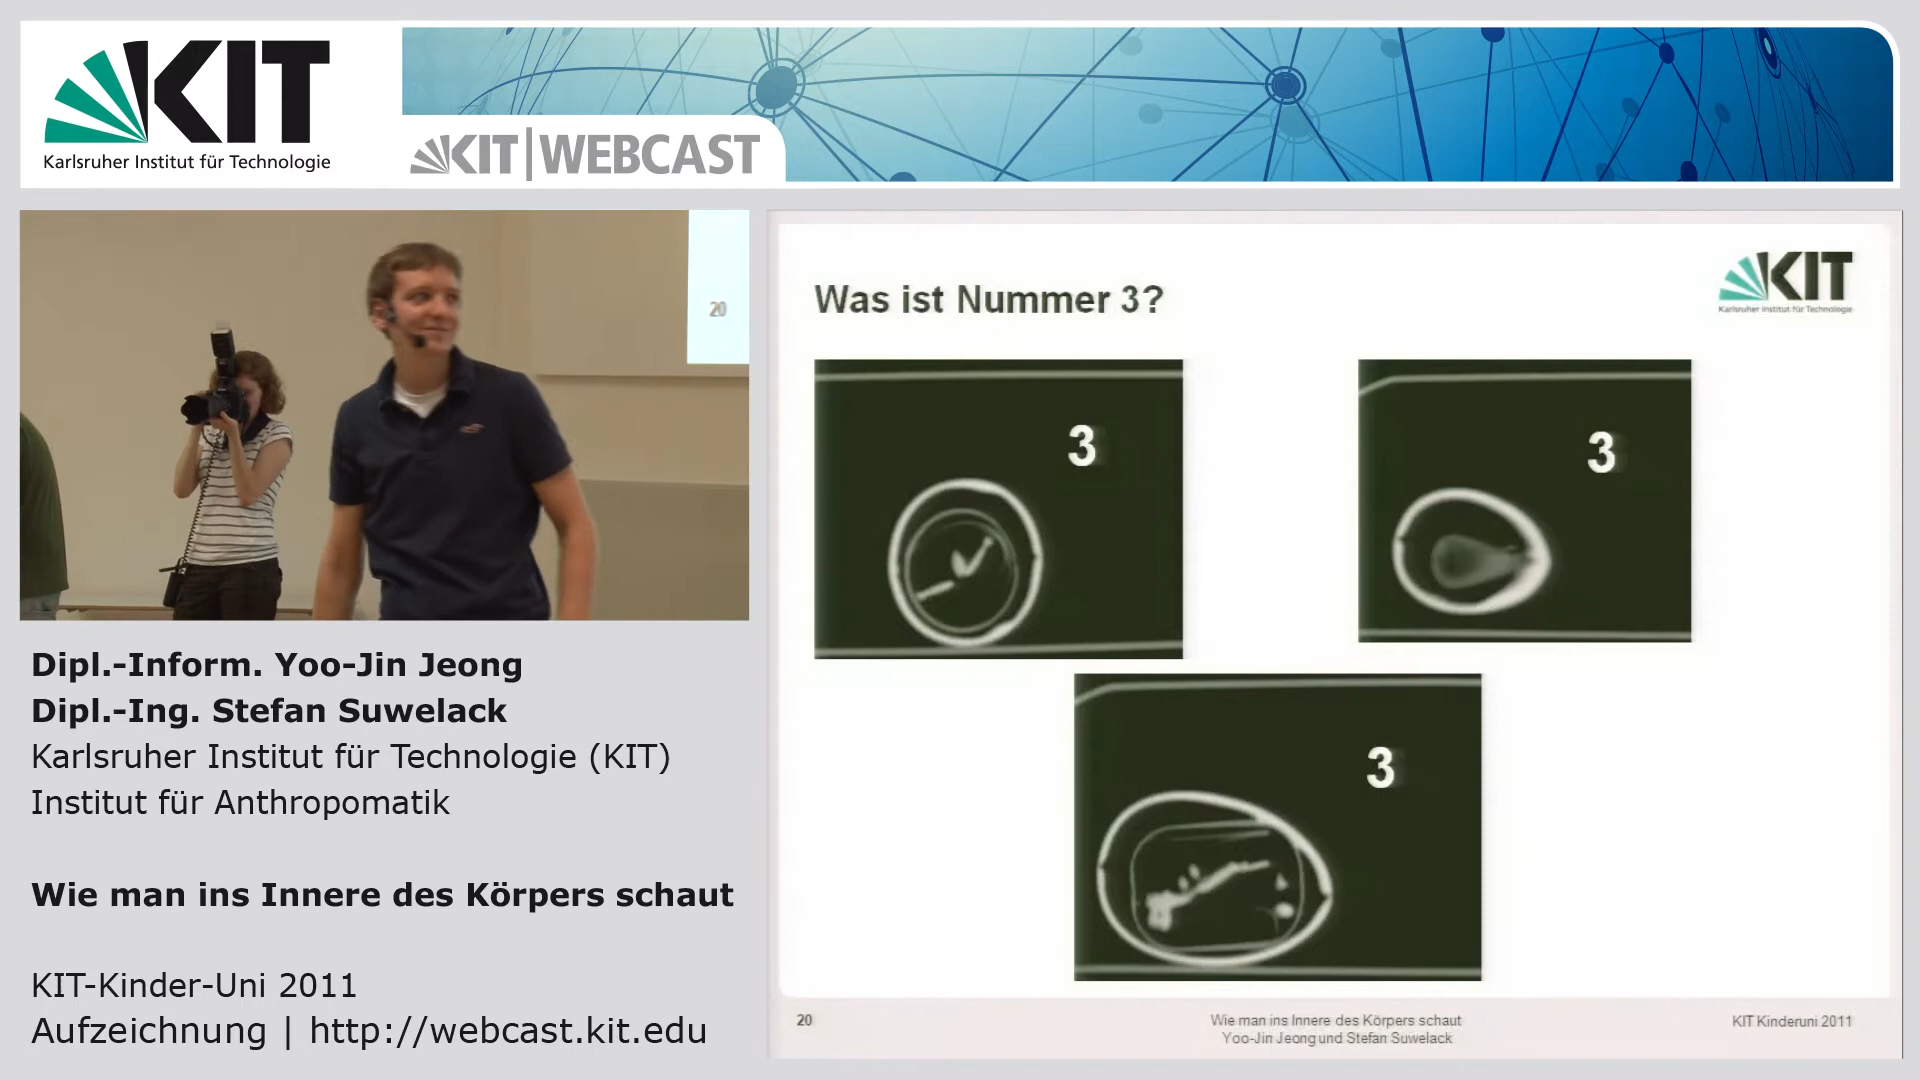 KIT
Karlsruher Institut für Technologie
KIT|WEBCAST
20
Dipl.-Inform. Yoo-Jin Jeong
Dipl.-Ing. Stefan Suwelack
Karlsruher Institut für Technologie (KIT)
Institut für Anthropomatik
Wie man ins Innere des Körpers schaut
KIT-Kinder-Uni 2011
Aufzeichnung | http://webcast.kit.edu
Was ist Nummer 3?
KIT
Karlsruher Institut für Technologie
3
3
3
20
Wie man ins Innere des Körpers schaut
Yoo-Jin Jeong und Stefan Suwelack
KIT Kinderuni 2011